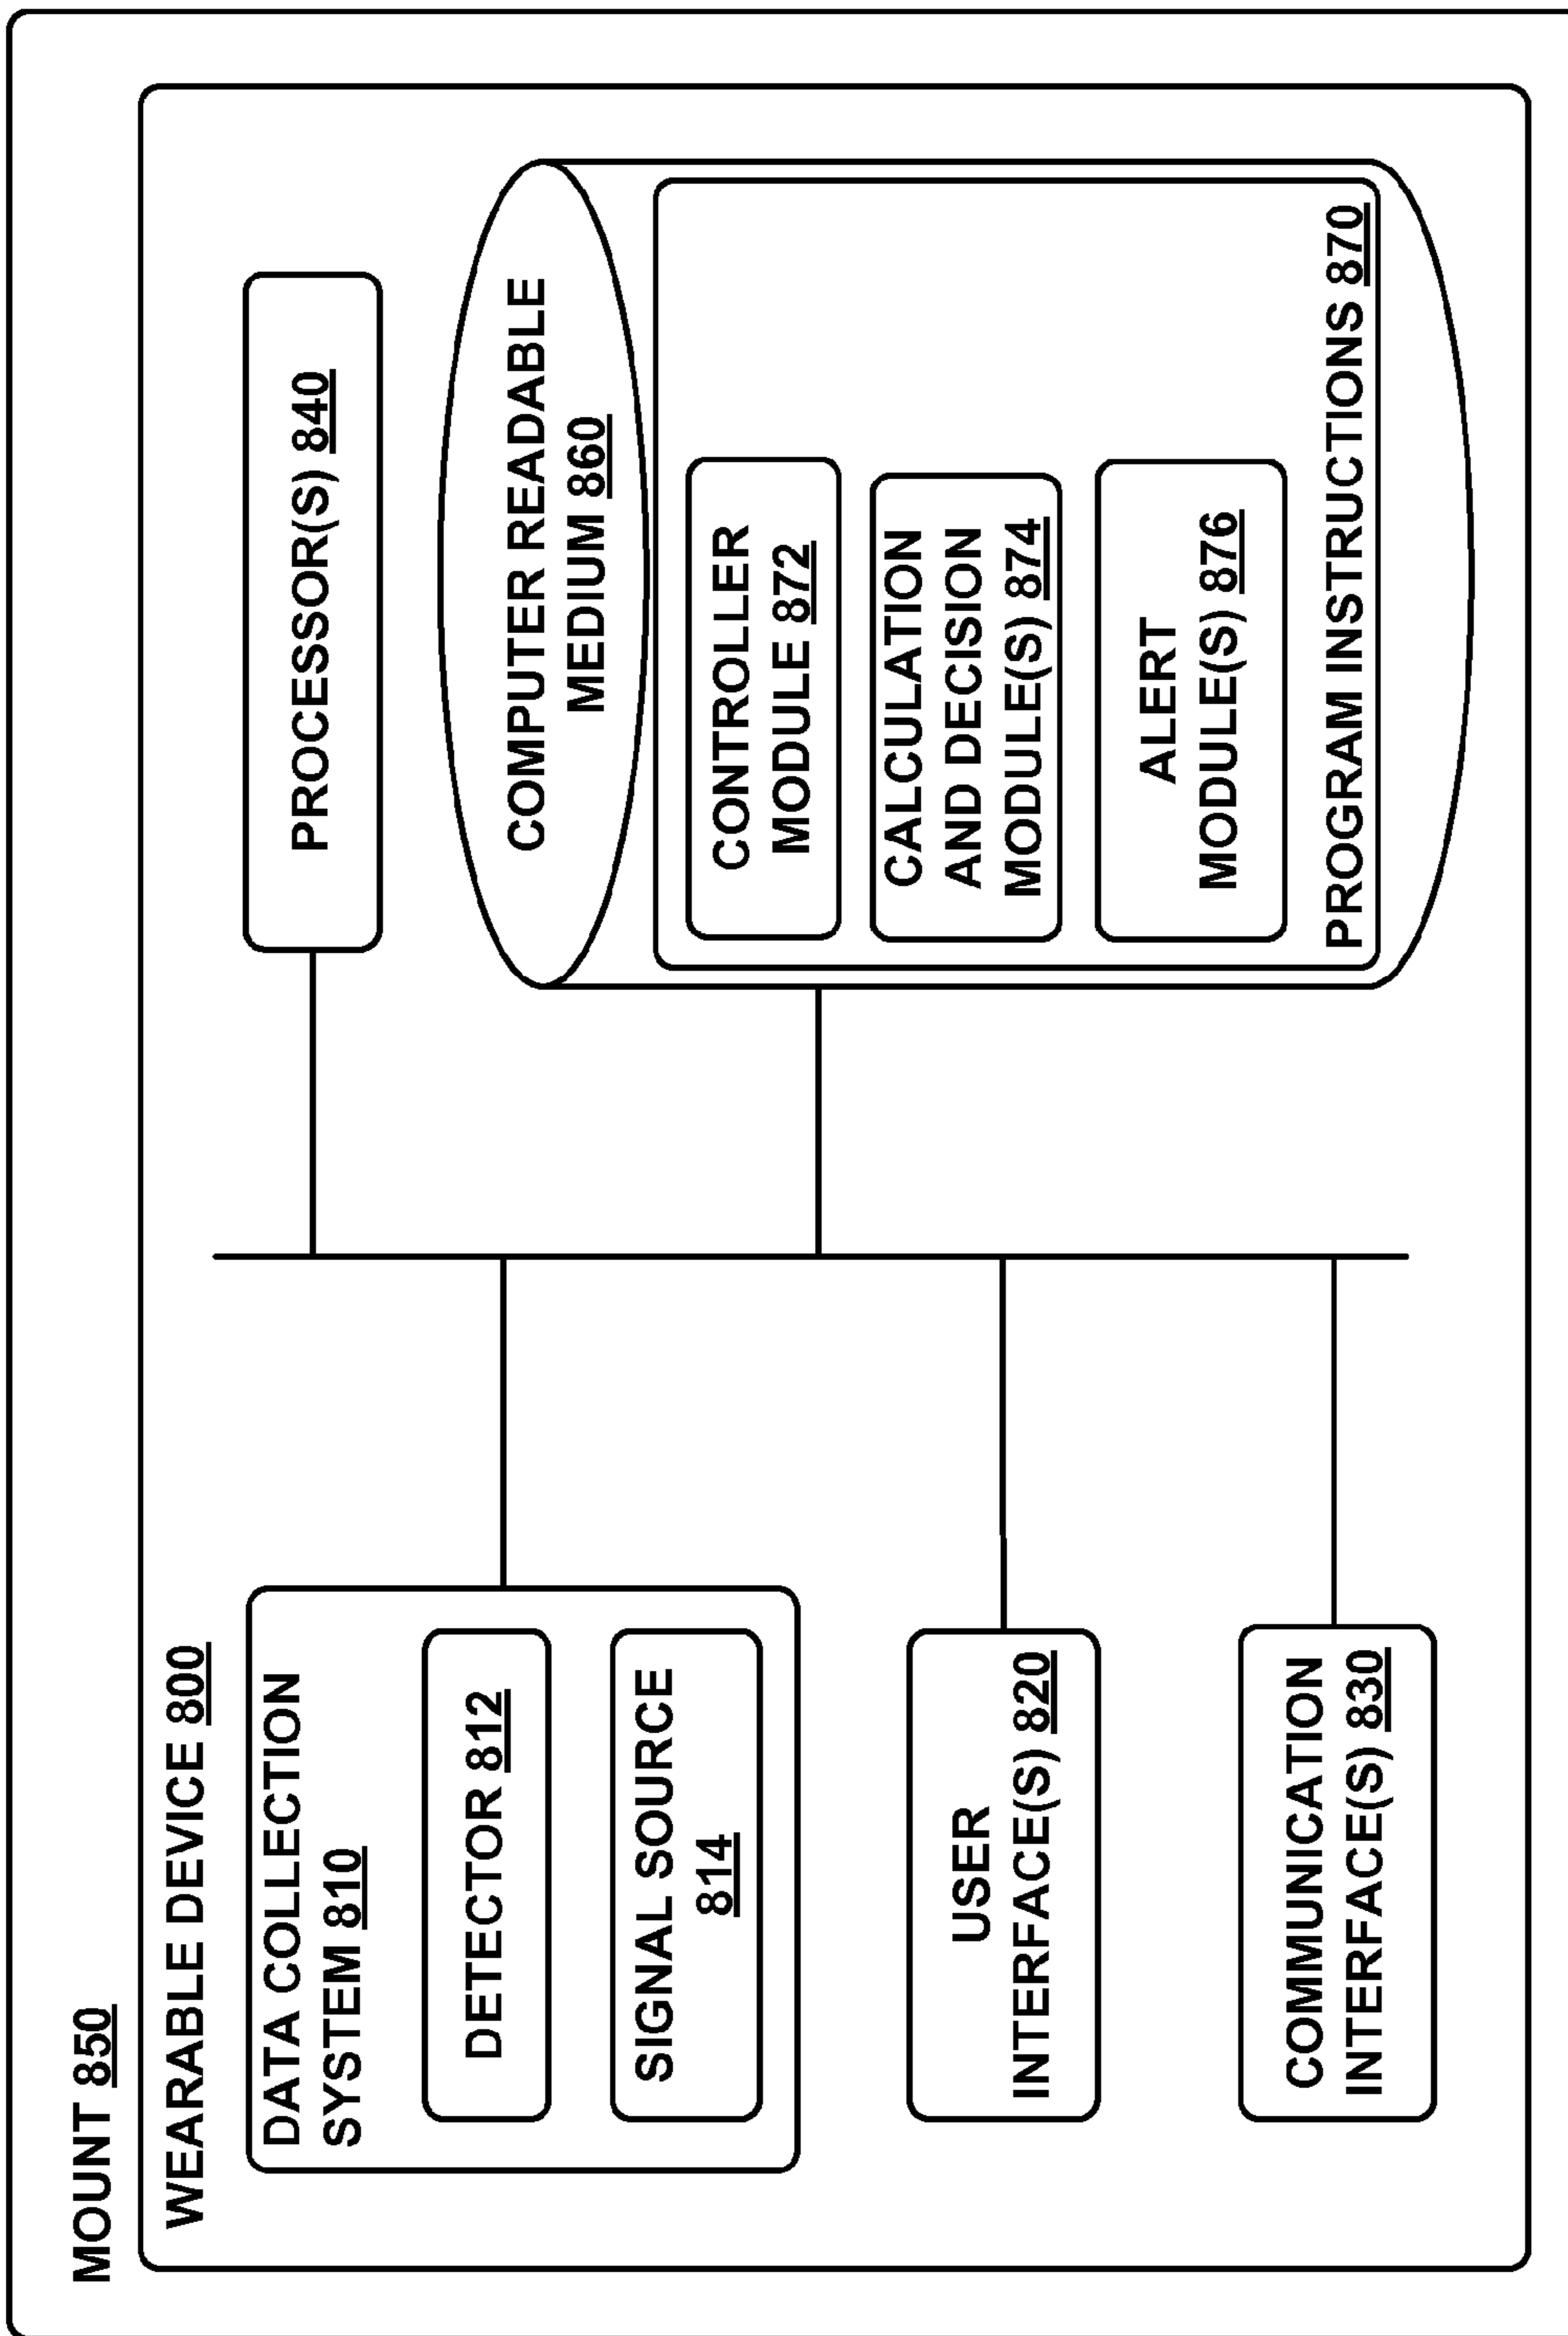 MOUNT 850
WEARABLE DEVICE 800
DATA COLLECTION
SYSTEM 810
DETECTOR 812
SIGNAL SOURCE
814
USER
INTERFACE(S) 820
COMMUNICATION
INTERFACE(S) 830
PROCESSOR(S) 840
COMPUTER READABLE
MEDIUM 860
CONTROLLER
MODULE 872
CALCULATION
AND DECISION
MODULE(S) 874
ALERT
MODULE(S) 876
PROGRAM INSTRUCTIONS 870